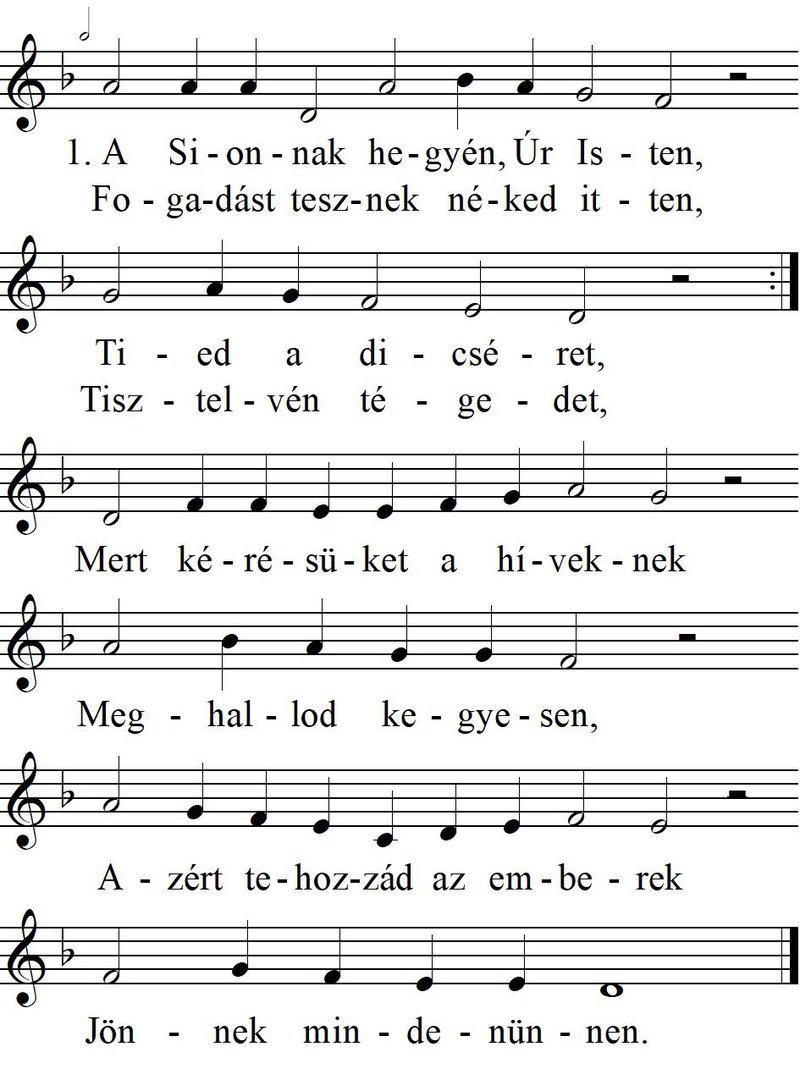 1. A Si - on - nak he - gyén, Úr Is - ten,
Fo - ga - dást tesz - nek né - ked it - ten,
Ti - ed a di - csé - ret,
Tisz - tel - vén té - ge - det,
Mert ké - ré - sü - ket a hí - vek - nek
Meg - hal - lod ke - gye - sen,
A - zért te - hoz - zád az em - be - rek
Jön - nek min - de - nün - nen.